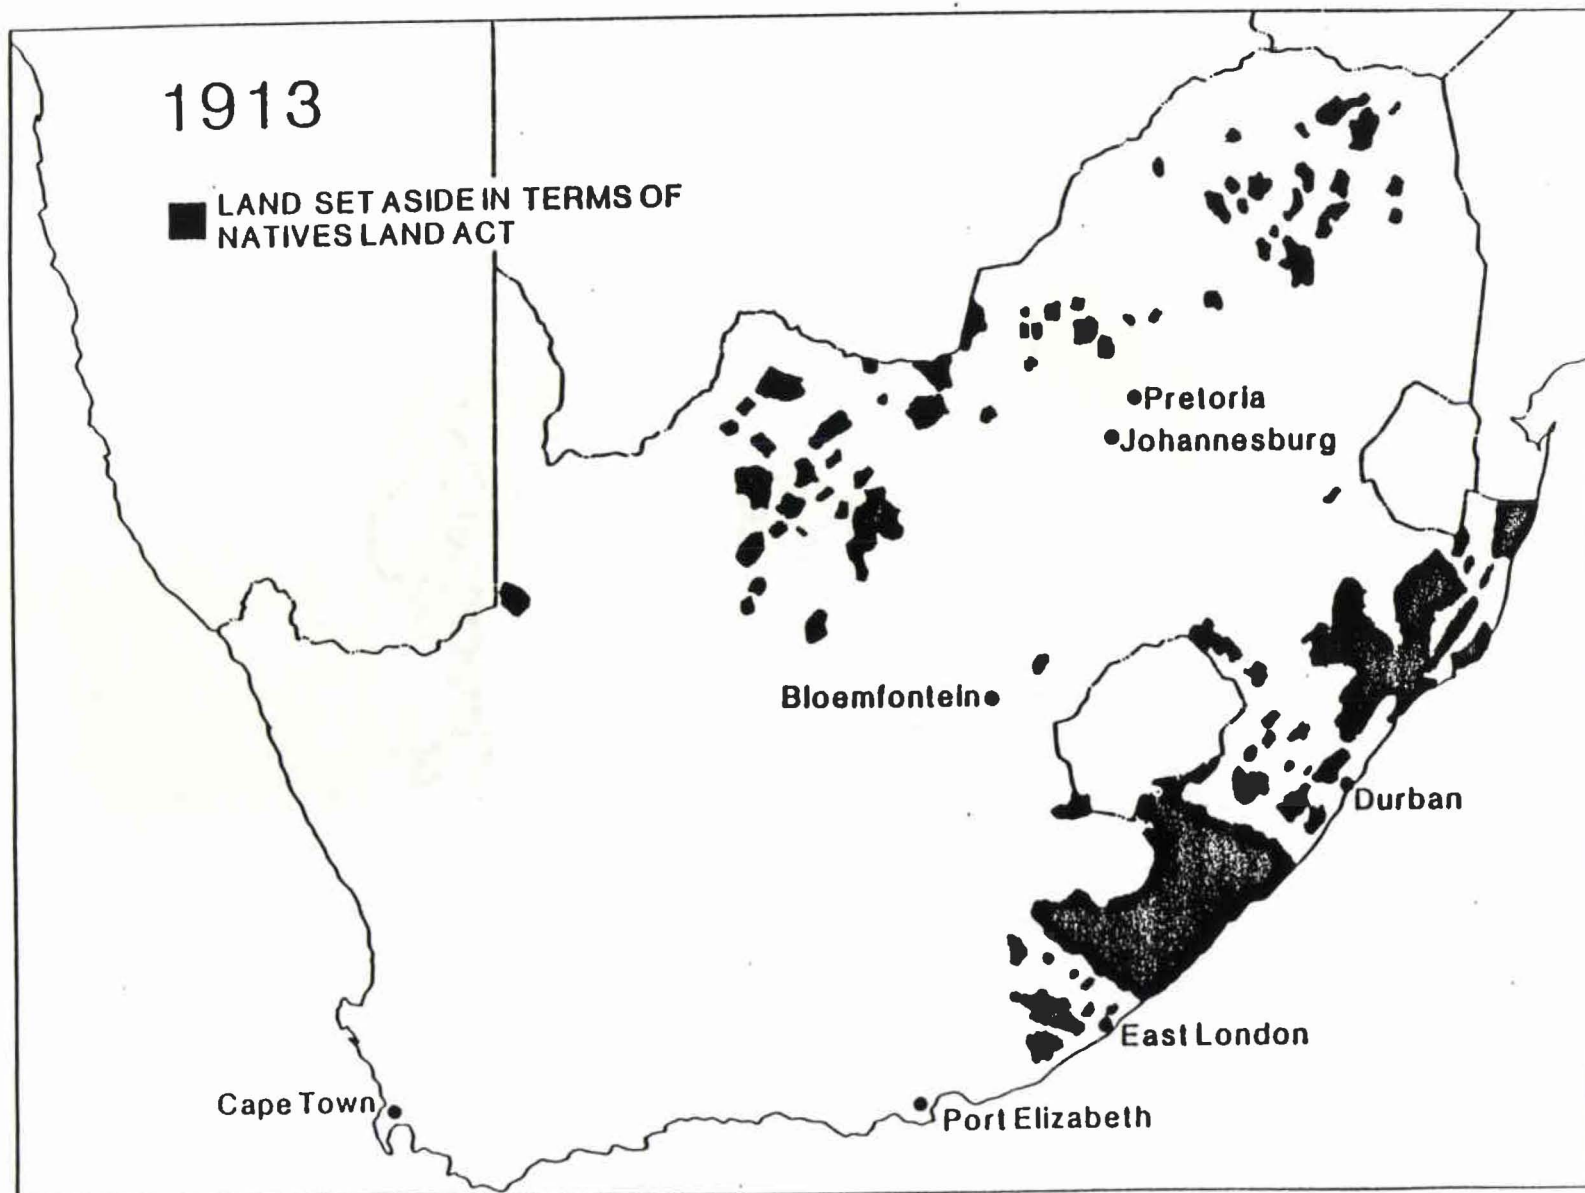 1913
LAND SET ASIDE IN TERMS OF
NATIVES LAND ACT
Pretoria
Johannesburg
Bloemfontein
Durban
East London
Cape Town
Port Elizabeth